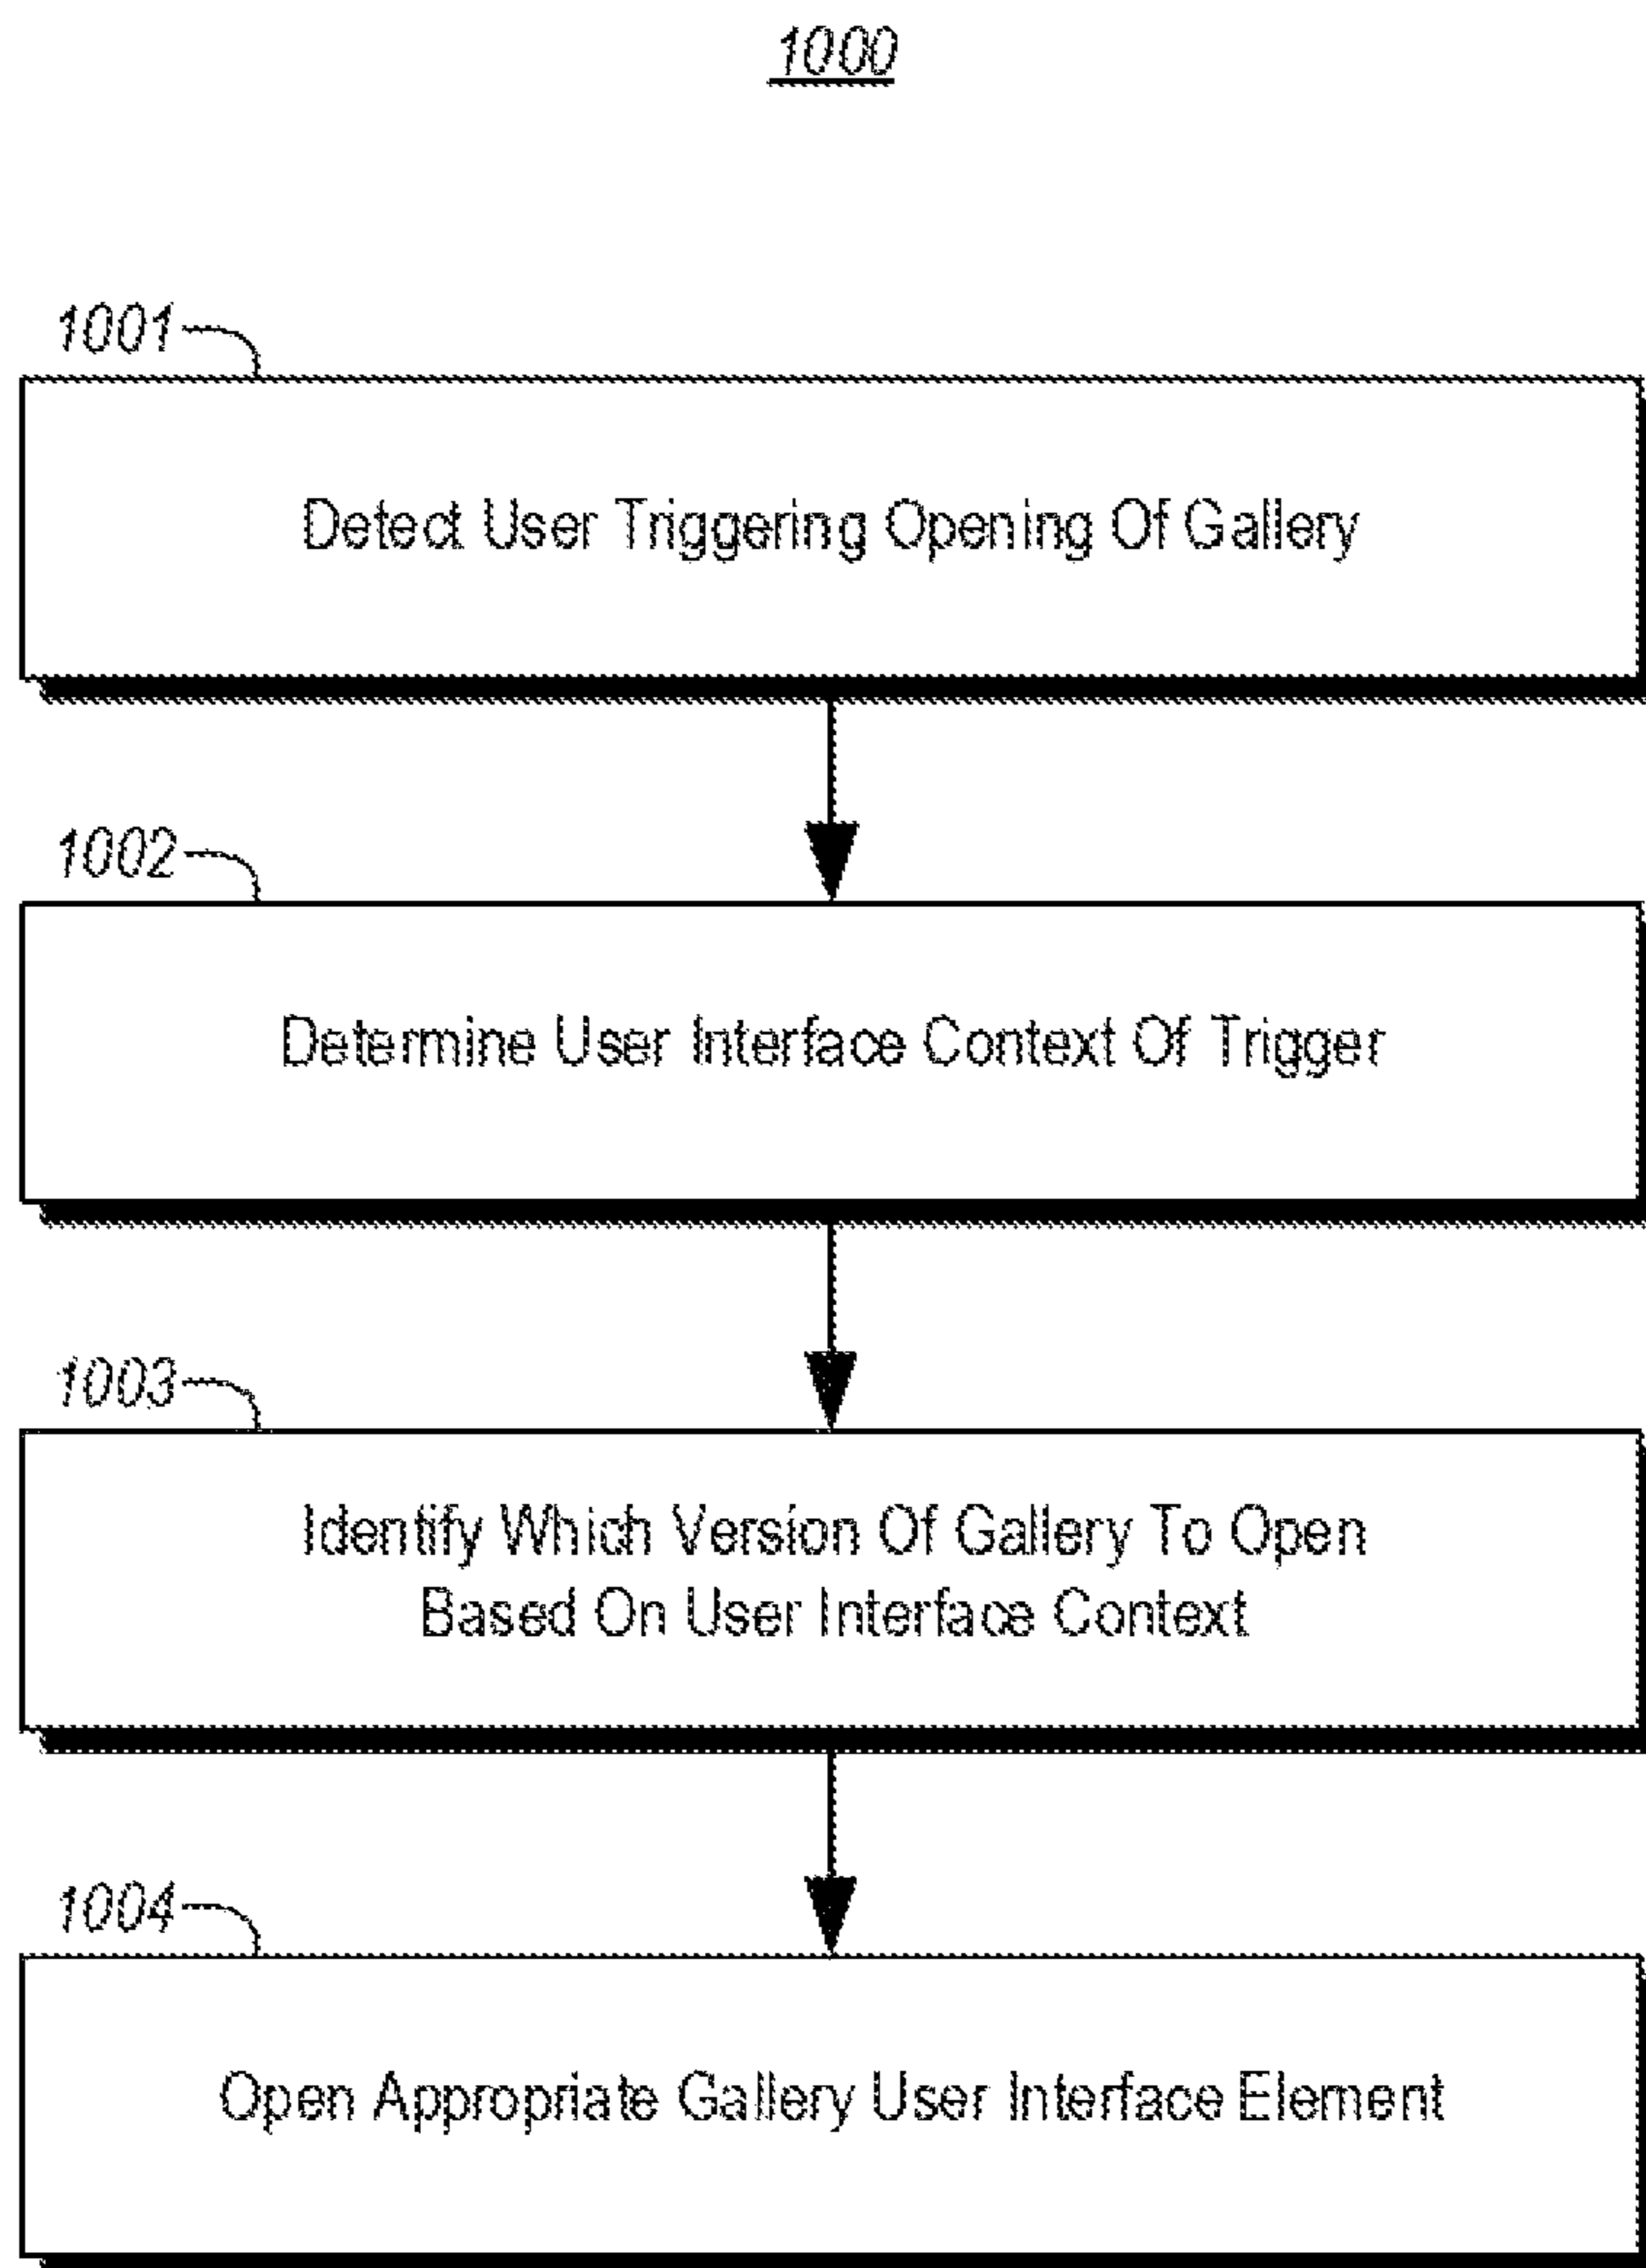 1000
1001
Detect User Triggering Opening Of Gallery
1002
Determine User Interface Context Of Trigger
1003
Identify Which Version Of Gallery To Open
Based On User Interface Context
1004
Open Appropriate Gallery User Interface Element